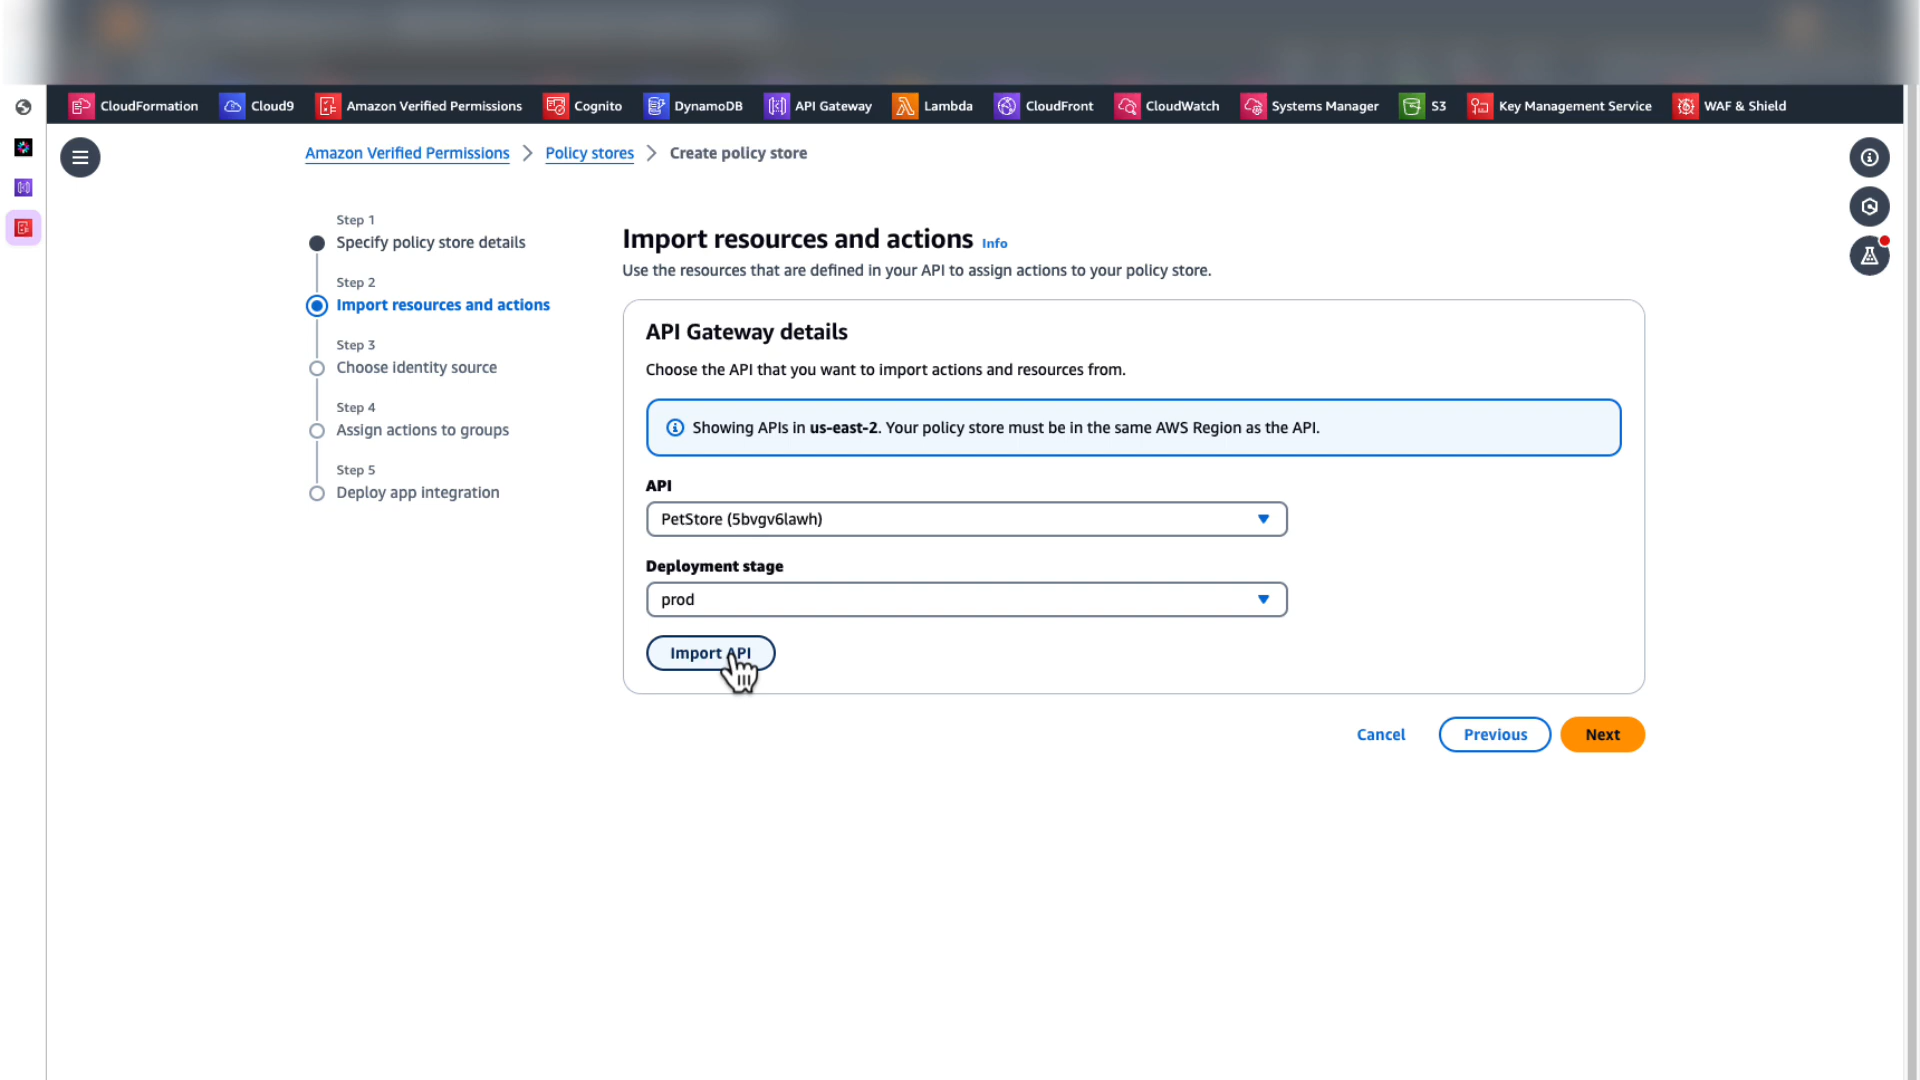 CloudFormation Cloud9 Amazon Verified Permissions Cognito DynamoDB API Gateway Lambda CloudFront CloudWatch Systems Manager S3 Key Management Service WAF & Shield
Amazon Verified Permissions > Policy stores > Create policy store
Step 1
Specify policy store details
Step 2
Import resources and actions
Step 3
Choose identity source
Step 4
Assign actions to groups
Step 5
Deploy app integration
Import resources and actions Info
Use the resources that are defined in your API to assign actions to your policy store.
API Gateway details
Choose the API that you want to import actions and resources from.
Showing APIs in us-east-2. Your policy store must be in the same AWS Region as the API.
API
PetStore (5bvgv6lawh)
Deployment stage
prod
Import API
Cancel Previous Next